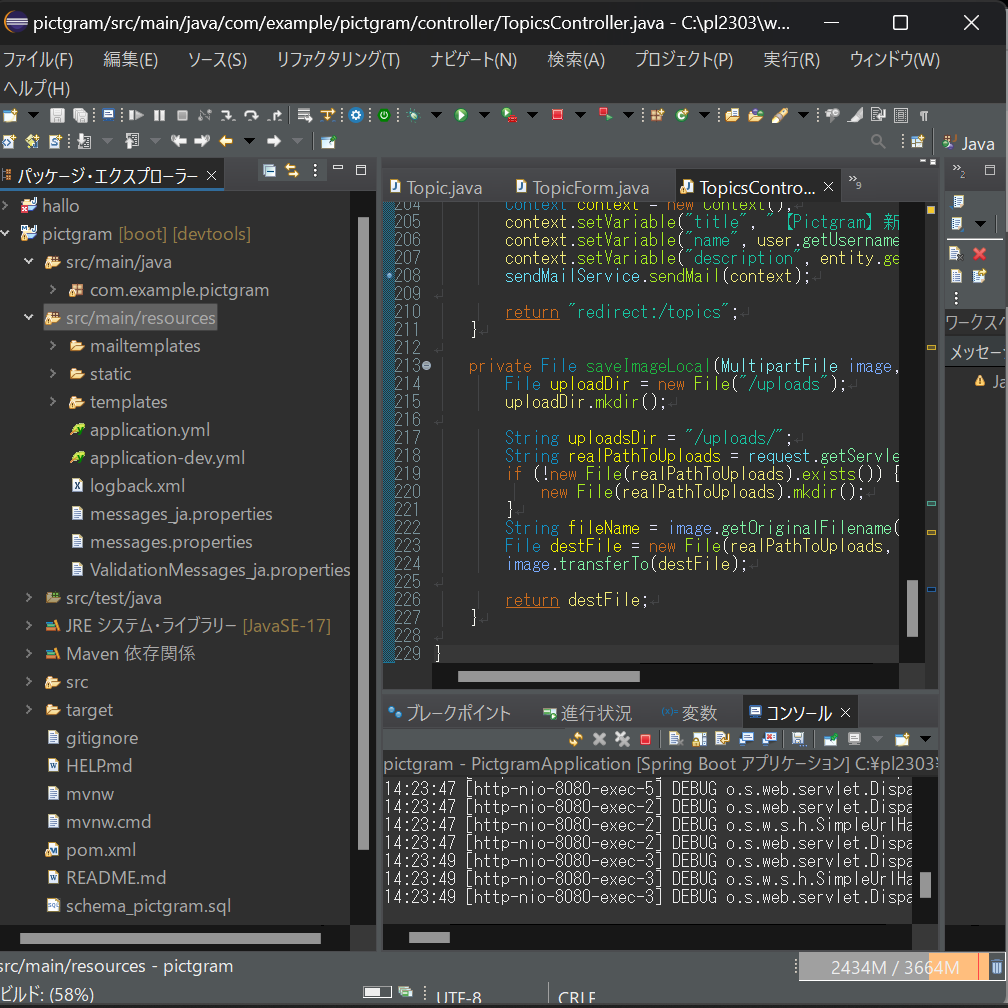 pictgram/src/main/java/com/example/pictgram/controller/TopicsController.java - C:\pl2303\w...
ファイル(F) 編集(E) ソース(S) リファクタリング(T) ナビゲート(N) 検索(A) プロジェクト(P) 実行(R) ウィンドウ(W)
ヘルプ(H)
Java
パッケージ・エクスプローラー
hallo
pictgram [boot] [devtools]
src/main/java
com.example.pictgram
src/main/resources
mailtemplates
static
templates
application.yml
application-dev.yml
logback.xml
messages_ja.properties
messages.properties
ValidationMessages_ja.properties
src/test/java
JRE システム・ライブラリー [JavaSE-17]
Maven 依存関係
src
target
gitignore
HELP.md
mvnw
mvnw.cmd
pom.xml
README.md
schema_pictgram.sql
Topic.java TopicForm.java TopicsContro... 9
204 Context context = new Context();
205 context.setVariable("title", "【Pictgram】新
206 context.setVariable("name", user.getUsername
207 context.setVariable("description", entity.ge
208 sendMailService.sendMail(context);
209
210 return "redirect:/topics";
211 }
212
213 private File saveImageLocal(MultipartFile image,
214 File uploadDir = new File("/uploads");
215 uploadDir.mkdir();
216
217 String uploadsDir = "/uploads/";
218 String realPathToUploads = request.getServle
219 if (!new File(realPathToUploads).exists()) {
220 new File(realPathToUploads).mkdir();
221 }
222 String fileName = image.getOriginalFilename(
223 File destFile = new File(realPathToUploads,
224 image.transferTo(destFile);
225
226 return destFile;
227 }
228
229 }
2
ワークスペ
メッセー
Ja
ブレークポイント 進行状況 変数 コンソール
pictgram - PictgramApplication [Spring Boot アプリケーション] C:¥pl2303¥
14:23:47 [http-nio-8080-exec-5] DEBUG o.s.web.servlet.Dispa
14:23:47 [http-nio-8080-exec-2] DEBUG o.s.web.servlet.Dispa
14:23:47 [http-nio-8080-exec-2] DEBUG o.s.w.s.h.SimpleUrlHa
14:23:47 [http-nio-8080-exec-2] DEBUG o.s.web.servlet.Dispa
14:23:49 [http-nio-8080-exec-3] DEBUG o.s.web.servlet.Dispa
14:23:49 [http-nio-8080-exec-3] DEBUG o.s.w.s.h.SimpleUrlHa
14:23:49 [http-nio-8080-exec-3] DEBUG o.s.web.servlet.Dispa
src/main/resources - pictgram
2434M / 3664M
ビルド: (58%)
UTF-8
CRLF